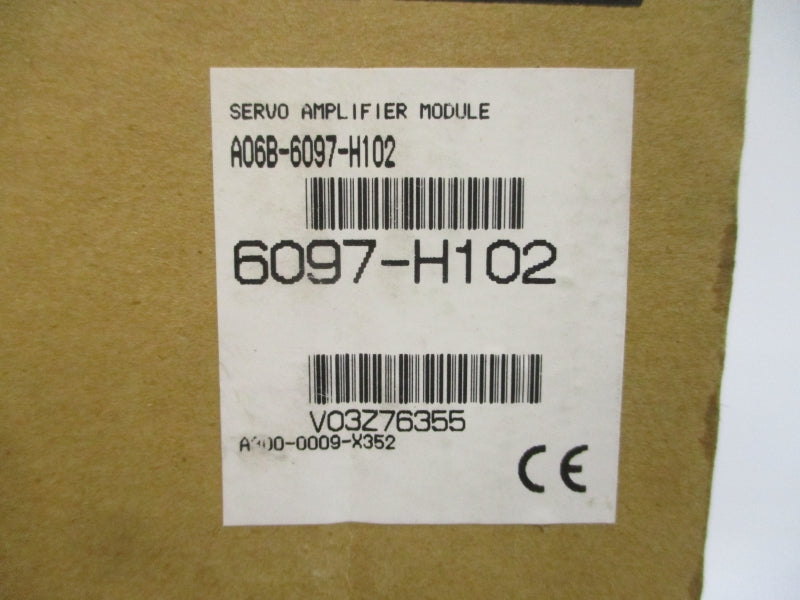 SERVO AMPLIFIER MODULE
A06B-6097-H102
6097-H102
V03Z76355
CE